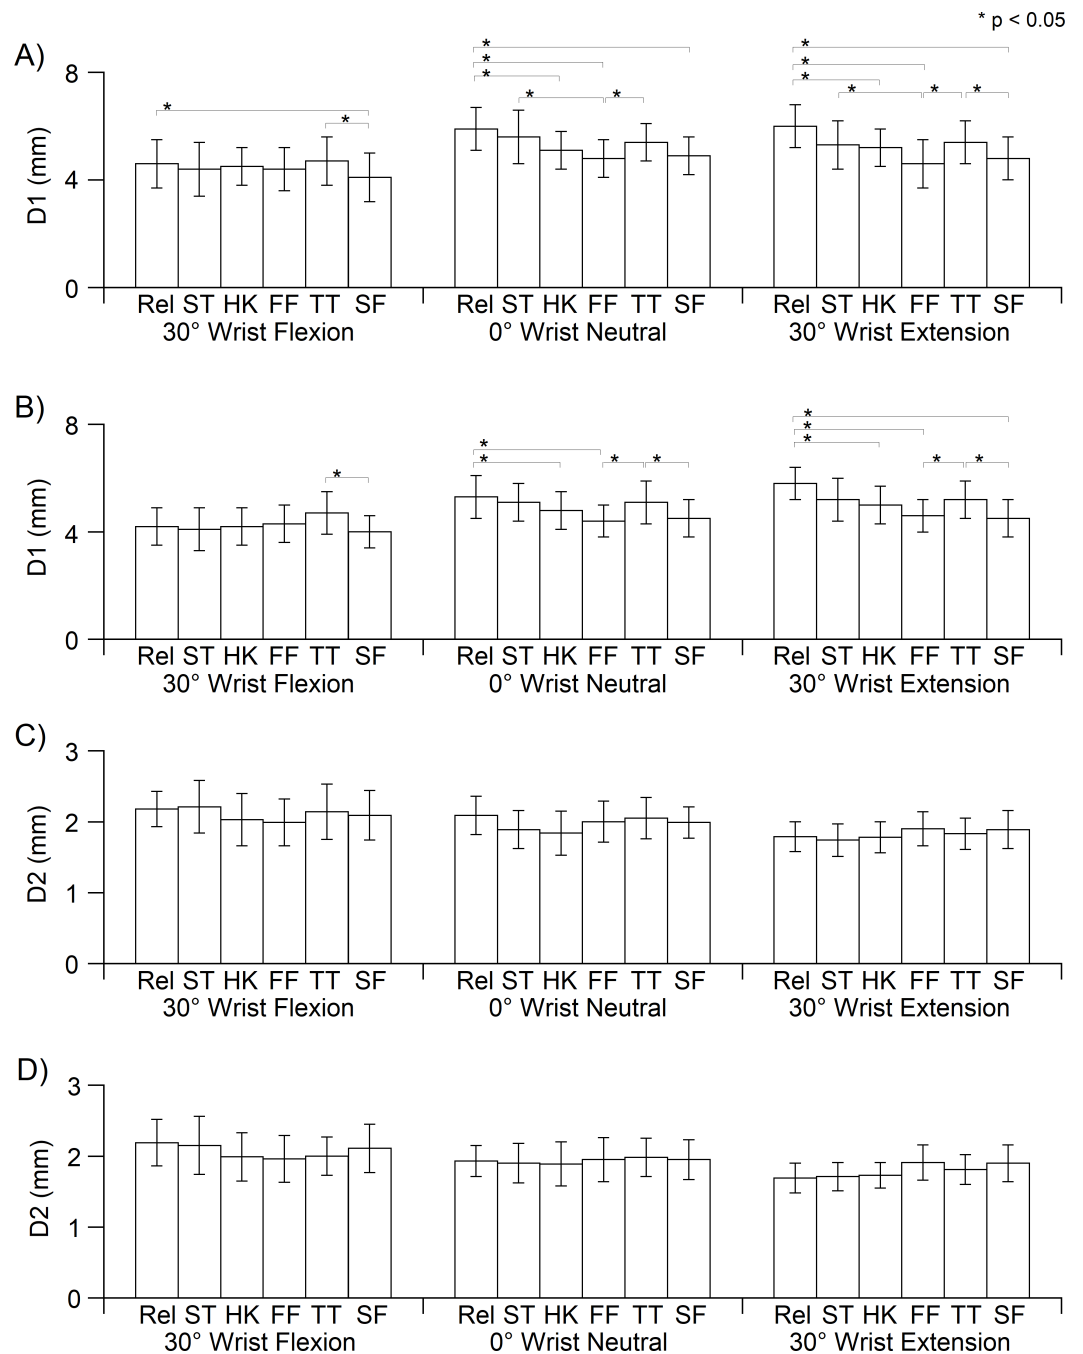 * p < 0.05
A)
* * *
* *
* *
* * * * *
* *
8
4
0
D1 (mm)
Rel ST HK FF TT SF Rel ST HK FF TT SF Rel ST HK FF TT SF
30° Wrist Flexion 0° Wrist Neutral 30° Wrist Extension
B)
*
* *
* *
* * * * *
*
8
4
0
D1 (mm)
Rel ST HK FF TT SF Rel ST HK FF TT SF Rel ST HK FF TT SF
30° Wrist Flexion 0° Wrist Neutral 30° Wrist Extension
C)
3
2
1
0
D2 (mm)
Rel ST HK FF TT SF Rel ST HK FF TT SF Rel ST HK FF TT SF
30° Wrist Flexion 0° Wrist Neutral 30° Wrist Extension
D)
3
2
1
0
D2 (mm)
Rel ST HK FF TT SF Rel ST HK FF TT SF Rel ST HK FF TT SF
30° Wrist Flexion 0° Wrist Neutral 30° Wrist Extension